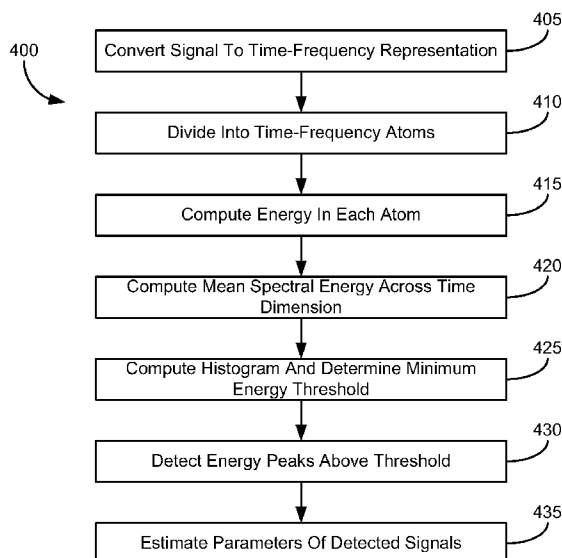 405
Convert Signal To Time-Frequency Representation
400
410
Divide Into Time-Frequency Atoms
415
Compute Energy In Each Atom
420
Compute Mean Spectral Energy Across Time
Dimension
425
Compute Histogram And Determine Minimum
Energy Threshold
430
Detect Energy Peaks Above Threshold
435
Estimate Parameters Of Detected Signals